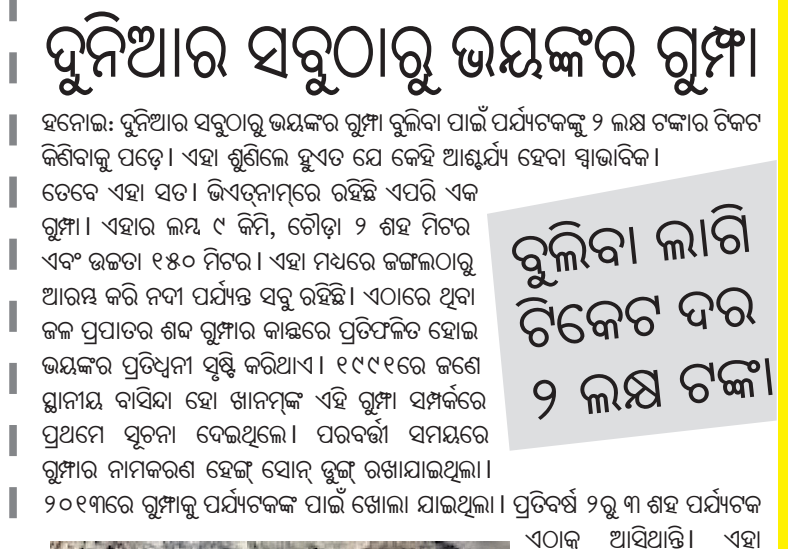 ଦୁନିଆର ସବୁଠାରୁ ଭୟଙ୍କର ଗୁମ୍ଫା
ହନୋଇ: ଦୁନିଆର ସବୁଠାରୁ ଭୟଙ୍କର ଗୁମ୍ଫା ବୁଲିବା ପାଇଁ ପର୍ଯ୍ୟଟକଙ୍କୁ ୨ ଲକ୍ଷ ଟଙ୍କାର ଟିକଟ
କିଣିବାକୁ ପଡ଼େ। ଏହା ଶୁଣିଲେ ହୁଏତ ଯେ କେହି ଆଶ୍ଚର୍ଯ୍ୟ ହେବା ସ୍ୱାଭାବିକ।
ତେବେ ଏହା ସତ। ଭିଏତ୍‌ନାମ୍‌ରେ ରହିଛି ଏପରି ଏକ
ଗୁମ୍ଫା। ଏହାର ଲମ୍ବ ୯ କିମି, ଚୌଡ଼ା ୨ ଶହ ମିଟର
ଏବଂ ଉଚ୍ଚତା ୧୫୦ ମିଟର। ଏହା ମଧ୍ୟରେ ଜଙ୍ଗଲଠାରୁ
ଆରମ୍ଭ କରି ନଦୀ ପର୍ଯ୍ୟନ୍ତ ସବୁ ରହିଛି। ଏଠାରେ ଥିବା
ଜଳ ପ୍ରପାତର ଶବ୍ଦ ଗୁମ୍ଫାର କାନ୍ଥରେ ପ୍ରତିଫଳିତ ହୋଇ
ଭୟଙ୍କର ପ୍ରତିଧ୍ୱନୀ ସୃଷ୍ଟି କରିଥାଏ। ୧୯୯୧ରେ ଜଣେ
ସ୍ଥାନୀୟ ବାସିନ୍ଦା ହୋ ଖାନମ୍‌ଙ୍କ ଏହି ଗୁମ୍ଫା ସମ୍ପର୍କରେ
ପ୍ରଥମେ ସୂଚନା ଦେଇଥିଲେ। ପରବର୍ତ୍ତୀ ସମୟରେ
ଗୁମ୍ଫାର ନାମକରଣ ହେଙ୍ଗ୍ ସୋନ୍ ଡୁଙ୍ଗ୍ ରଖାଯାଇଥିଲା।
୨୦୧୩ରେ ଗୁମ୍ଫାକୁ ପର୍ଯ୍ୟଟକଙ୍କ ପାଇଁ ଖୋଲା ଯାଇଥିଲା। ପ୍ରତିବର୍ଷ ୨ରୁ ୩ ଶହ ପର୍ଯ୍ୟଟକ
ଏଠାକୁ ଆସିଥାନ୍ତି। ଏହା
ବୁଲିବା ଲାଗି
ଟିକେଟ ଦର
୨ ଲକ୍ଷ ଟଙ୍କା